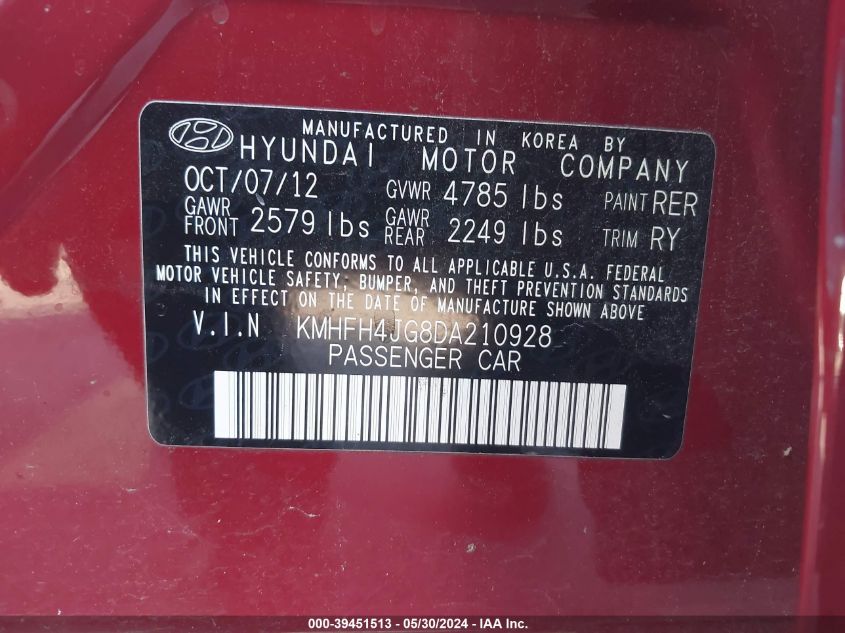 MANUFACTURED IN KOREA BY
HYUNDAI MOTOR COMPANY
OCT/07/12 GVWR 4785 lbs PAINT RER
GAWR FRONT 2579 lbs GAWR REAR 2249 lbs TRIM RY
THIS VEHICLE CONFORMS TO ALL APPLICABLE U.S.A. FEDERAL
MOTOR VEHICLE SAFETY, BUMPER, AND THEFT PREVENTION STANDARDS
IN EFFECT ON THE DATE OF MANUFACTURE SHOWN ABOVE
V.I.N KMHFH4JG8DA210928
PASSENGER CAR
000-39451513 - 05/30/2024 - IAA Inc.